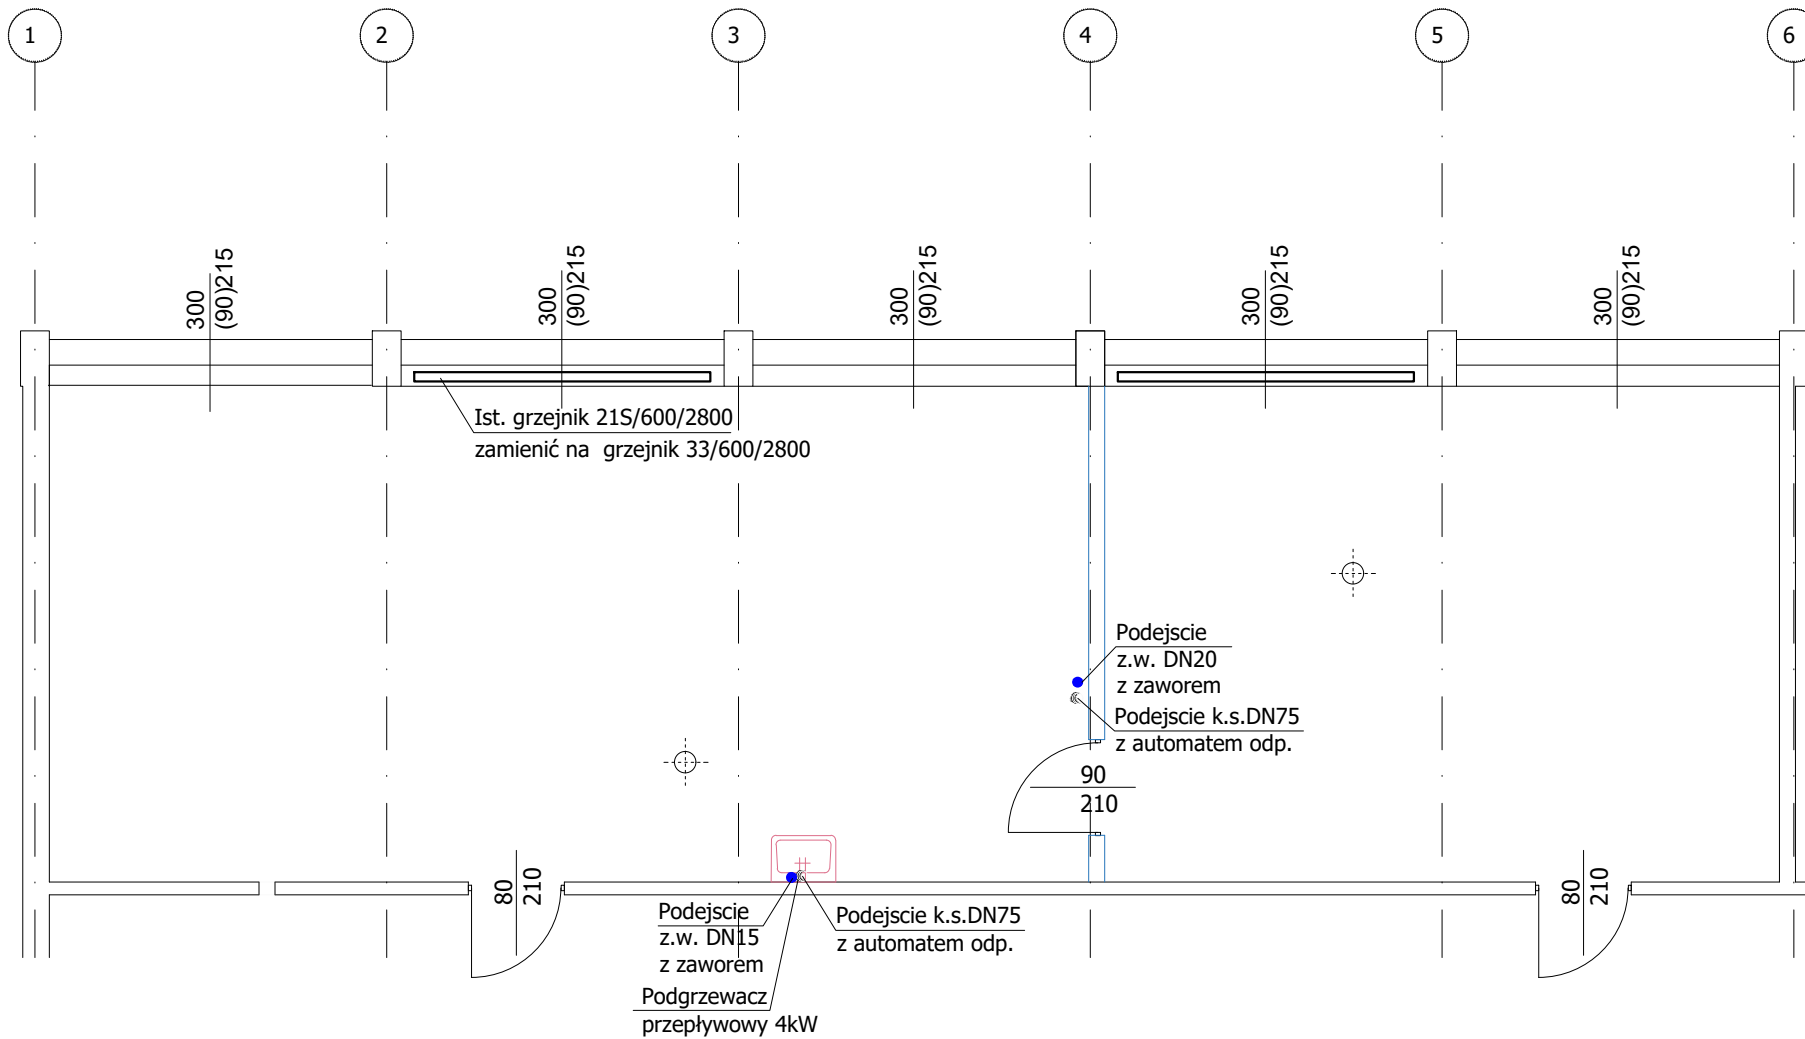 1
2
3
4
5
6
300
(90)215
300
(90)215
300
(90)215
300
(90)215
300
(90)215
Ist. grzejnik 21S/600/2800
zamienić na grzejnik 33/600/2800
Podejscie
z.w. DN20
z zaworem
Podejscie k.s.DN75
z automatem odp.
90
210
80
210
80
210
Podejscie
z.w. DN15
z zaworem
Podejscie k.s.DN75
z automatem odp.
Podgrzewacz
przepływowy 4kW